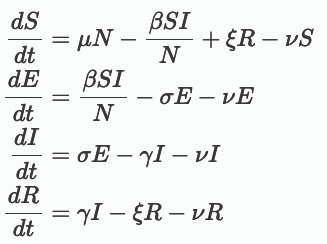 dS/dt = μN − βSI/N + ξR − νS
dE/dt = βSI/N − σE − νE
dI/dt = σE − γI − νI
dR/dt = γI − ξR − νR